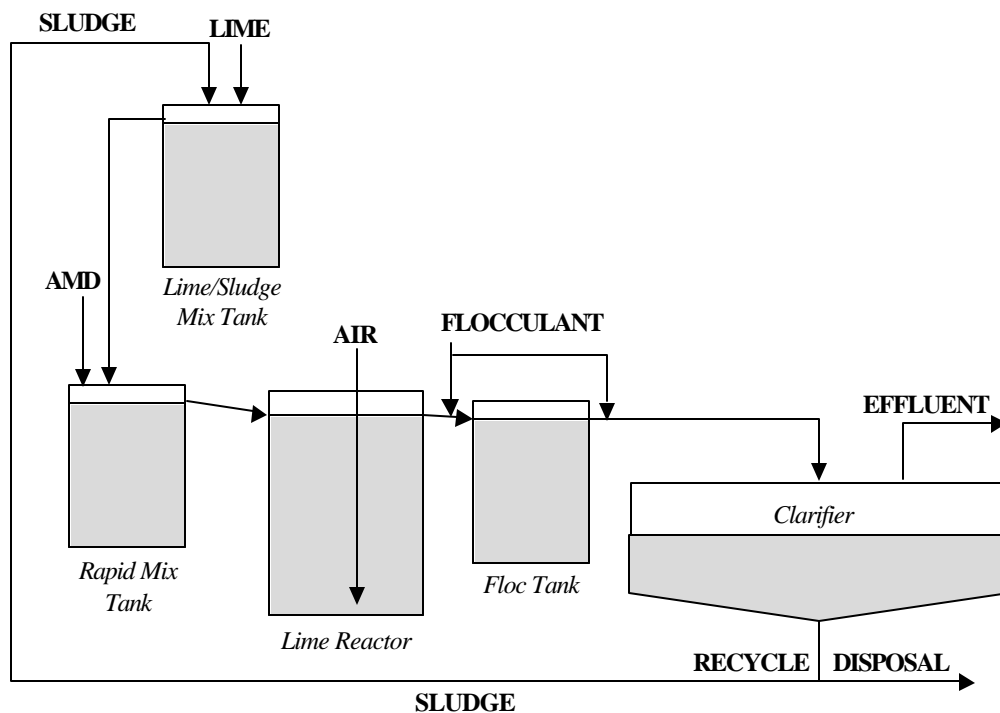 SLUDGE
LIME
Lime/Sludge
Mix Tank
AMD
AIR
FLOCCULANT
EFFLUENT
Clarifier
Rapid Mix
Tank
Floc Tank
Lime Reactor
RECYCLE
DISPOSAL
SLUDGE